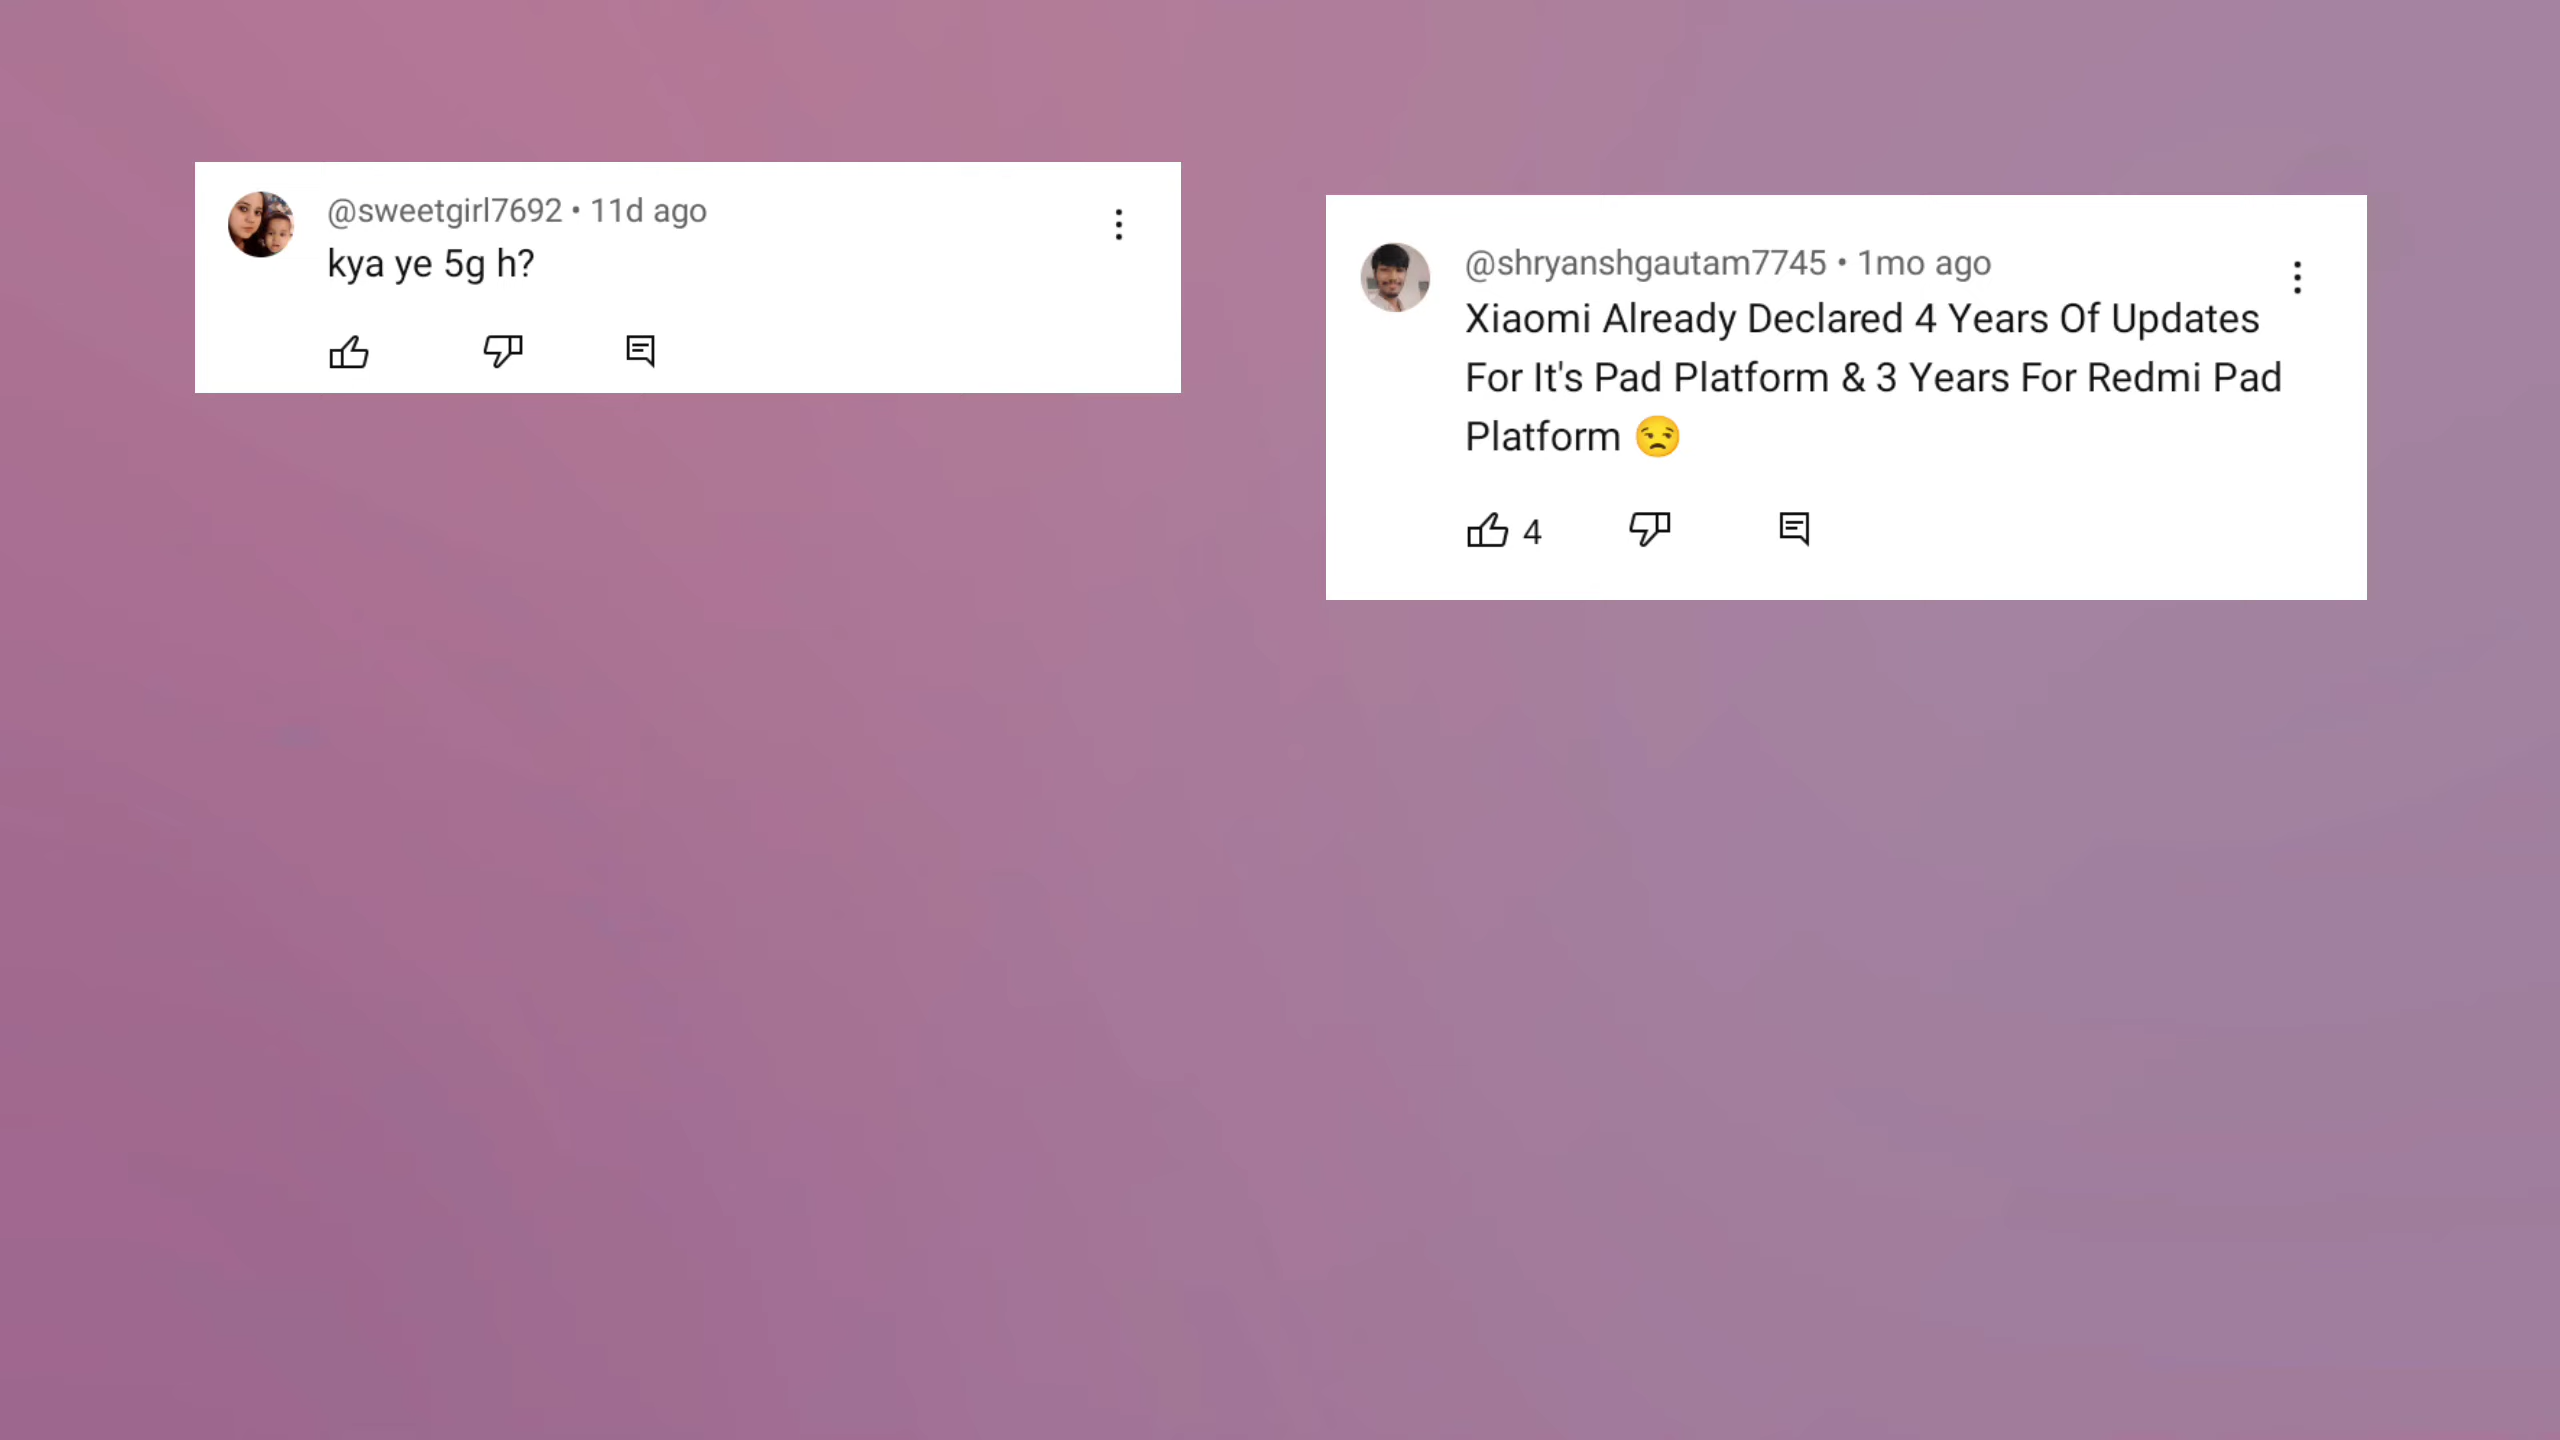 @sweetgirl7692 • 11d ago
kya ye 5g h?
@shryanshgautam7745 • 1mo ago
Xiaomi Already Declared 4 Years Of Updates
For It's Pad Platform & 3 Years For Redmi Pad
Platform 😒
4